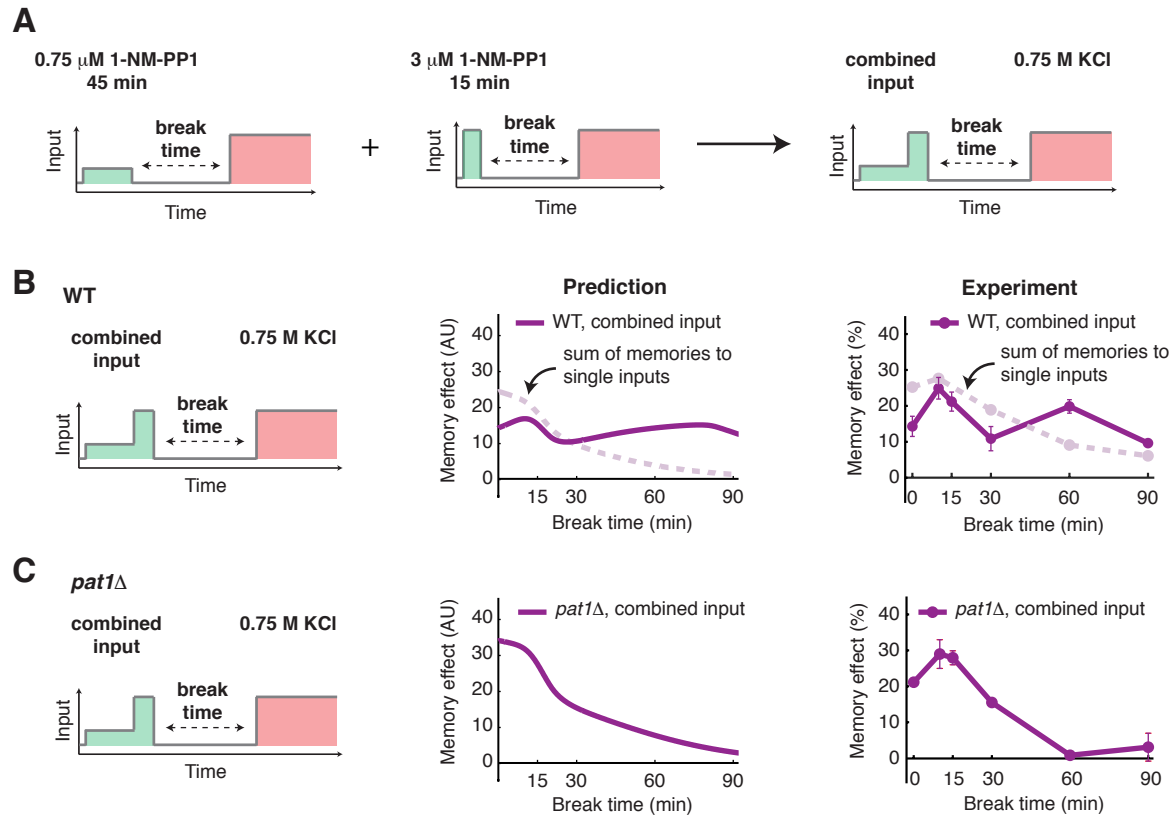 A
0.75 μM 1-NM-PP1
45 min
Input
break
time
Time
+
3 μM 1-NM-PP1
15 min
Input
break
time
Time
combined
input
0.75 M KCl
Input
break
time
Time
B
WT
combined
input
0.75 M KCl
Input
break
time
Time
Prediction
Memory effect (AU)
40
30
20
10
0
WT, combined input
sum of memories to
single inputs
15 30 60 90
Break time (min)
Experiment
Memory effect (%)
40
30
20
10
0
WT, combined input
sum of memories to
single inputs
0 15 30 60 90
Break time (min)
C
pat1Δ
combined
input
0.75 M KCl
Input
break
time
Time
Memory effect (AU)
40
30
20
10
0
pat1Δ, combined input
15 30 60 90
Break time (min)
Memory effect (%)
40
30
20
10
0
pat1Δ, combined input
0 15 30 60 90
Break time (min)